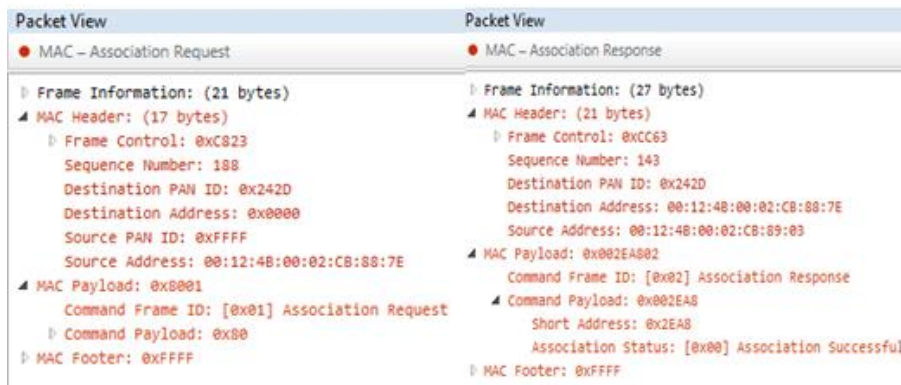 Packet View
MAC – Association Request
Frame Information: (21 bytes)
MAC Header: (17 bytes)
Frame Control: 0xC823
Sequence Number: 188
Destination PAN ID: 0x242D
Destination Address: 0x0000
Source PAN ID: 0xFFFF
Source Address: 00:12:4B:00:02:CB:88:7E
MAC Payload: 0x8001
Command Frame ID: [0x01] Association Request
Command Payload: 0x80
MAC Footer: 0xFFFF
Packet View
MAC – Association Response
Frame Information: (27 bytes)
MAC Header: (21 bytes)
Frame Control: 0xCC63
Sequence Number: 143
Destination PAN ID: 0x242D
Destination Address: 00:12:4B:00:02:CB:88:7E
Source Address: 00:12:4B:00:02:CB:89:03
MAC Payload: 0x002EA802
Command Frame ID: [0x02] Association Response
Command Payload: 0x002EA8
Short Address: 0x2EA8
Association Status: [0x00] Association Successful
MAC Footer: 0xFFFF